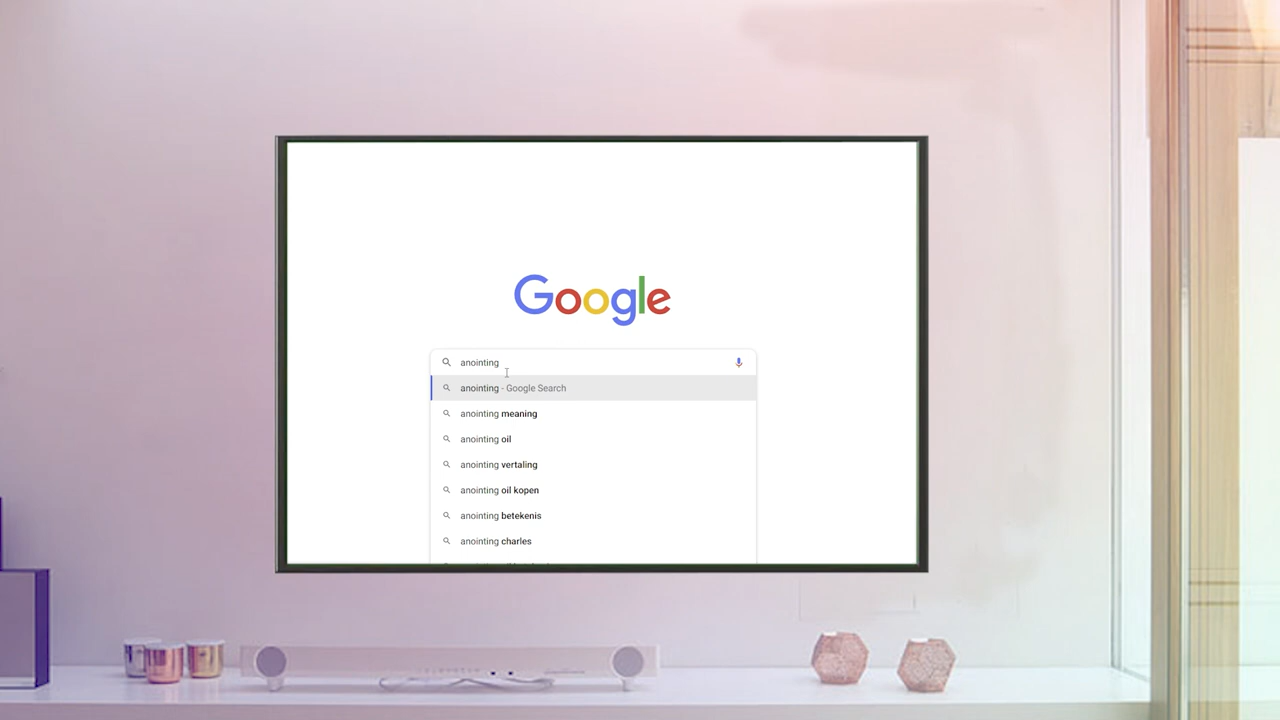 Google
anointing
anointing - Google Search
anointing meaning
anointing oil
anointing vertaling
anointing oil kopen
anointing betekenis
anointing charles